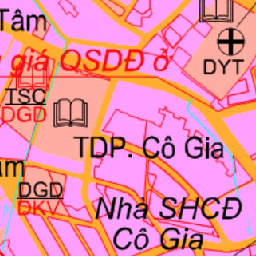 Tâm
giá QSDĐ ở
DYT
TSC
DGD
TDP. Cô Gia
DGD
DKV
Nhà SHCĐ
Cô Gia